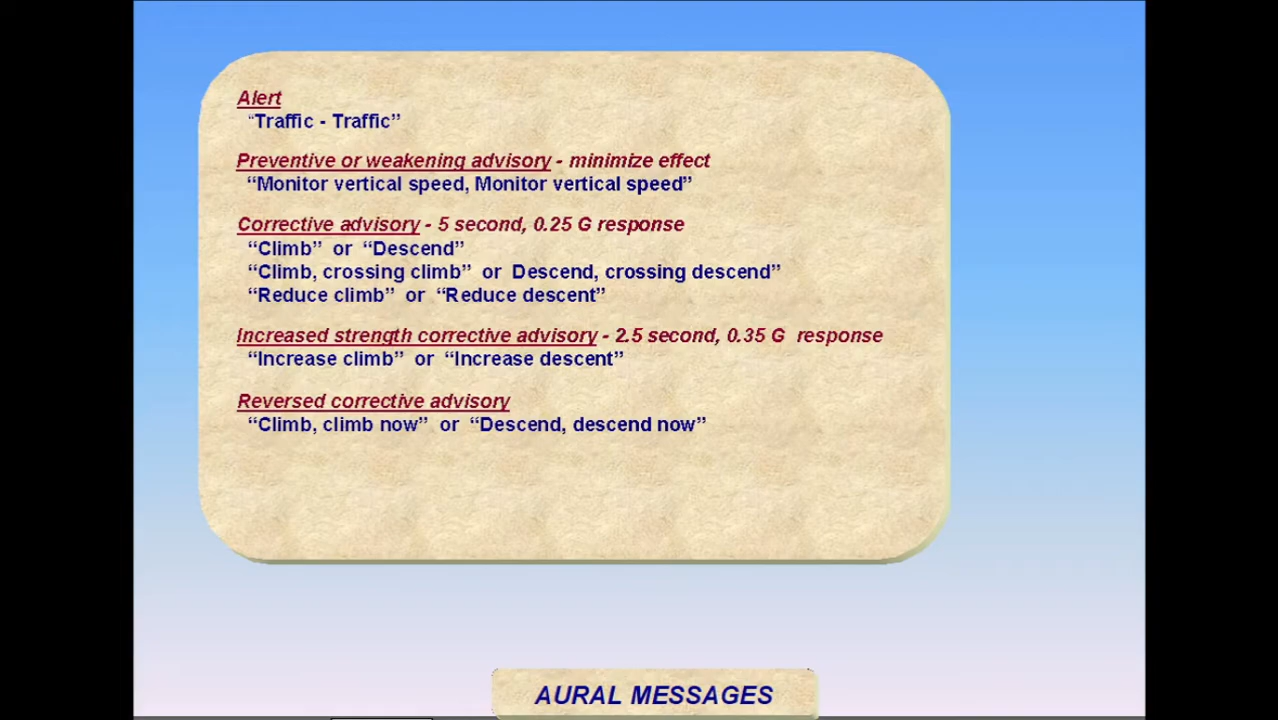 Alert
“Traffic - Traffic”
Preventive or weakening advisory - minimize effect
“Monitor vertical speed, Monitor vertical speed”
Corrective advisory - 5 second, 0.25 G response
“Climb” or “Descend”
“Climb, crossing climb” or Descend, crossing descend”
“Reduce climb” or “Reduce descent”
Increased strength corrective advisory - 2.5 second, 0.35 G response
“Increase climb” or “Increase descent”
Reversed corrective advisory
“Climb, climb now” or “Descend, descend now”
AURAL MESSAGES